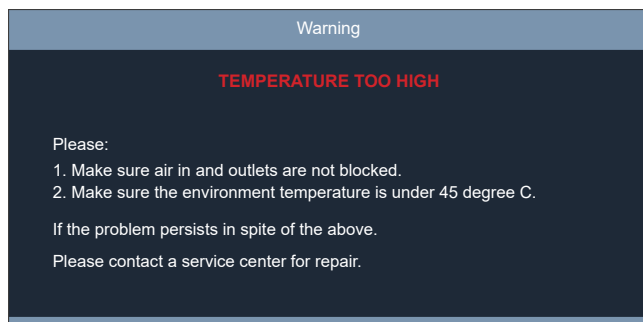 Warning
TEMPERATURE TOO HIGH
Please:
1. Make sure air in and outlets are not blocked.
2. Make sure the environment temperature is under 45 degree C.
If the problem persists in spite of the above.
Please contact a service center for repair.